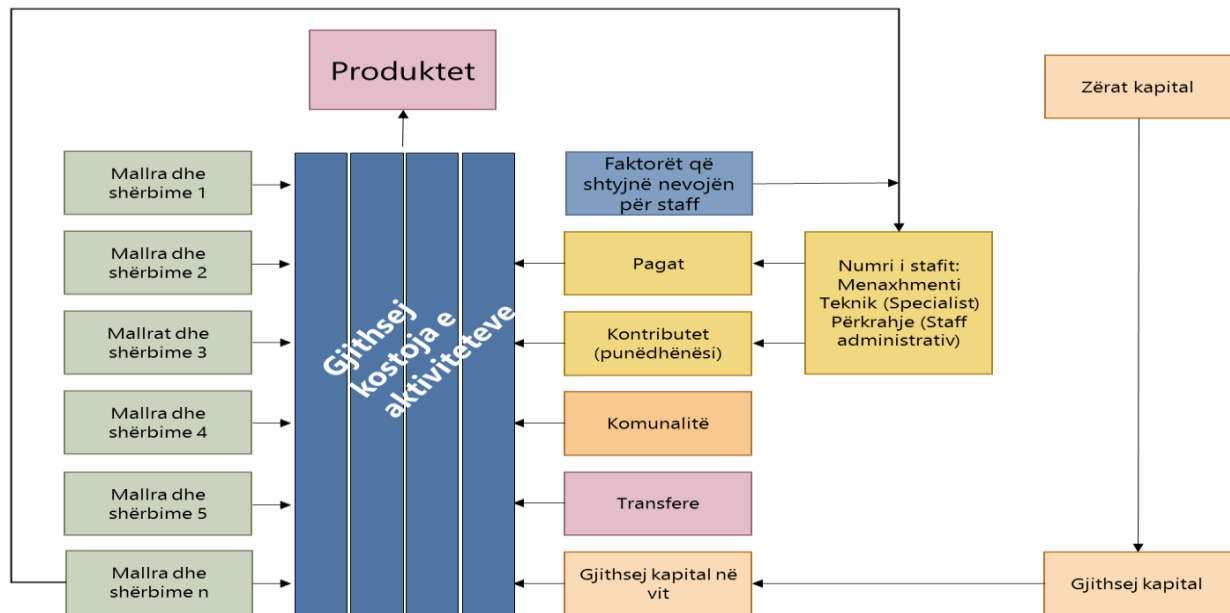 Produktet
Zërat kapital
Mallra dhe
shërbime 1
Faktorët që
shtyjnë nevojën
për staff
Mallra dhe
shërbime 2
Pagat
Numri i stafit:
Menaxhmenti
Teknik (Specialist)
Përkrahje (Staff
administrativ)
Mallrat dhe
shërbime 3
Gjithsej
kostoja e
aktiviteteve
Kontributet
(punëdhënësi)
Mallra dhe
shërbime 4
Komunalitë
Mallra dhe
shërbime 5
Transfere
Mallra dhe
shërbime n
Gjithsej kapital në
vit
Gjithsej kapital